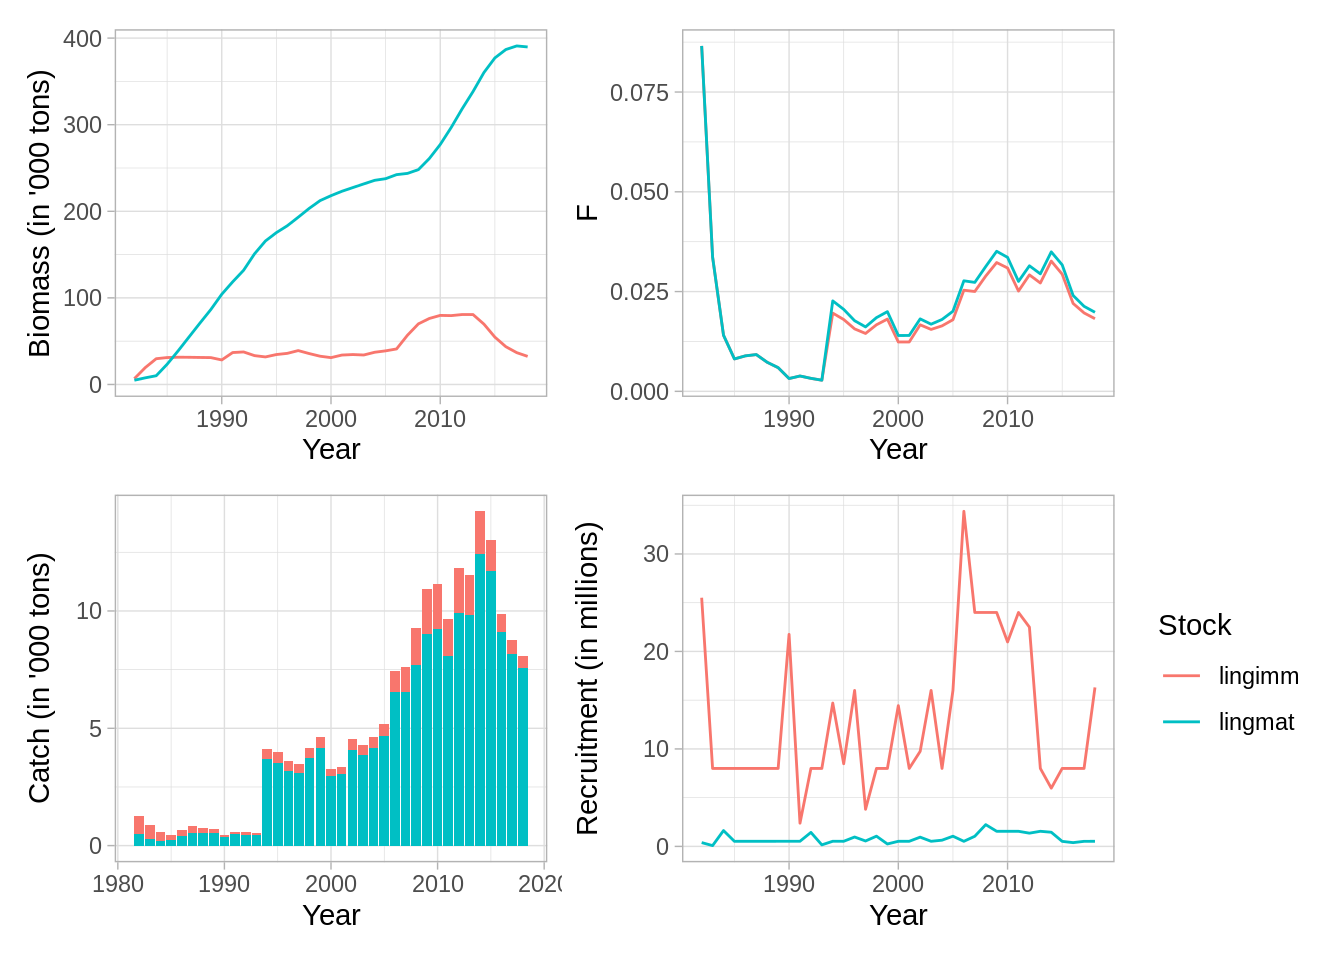 Biomass (in '000 tons)
400
300
200
100
0
1990 2000 2010
Year
F
0.075
0.050
0.025
0.000
1990 2000 2010
Year
Catch (in '000 tons)
10
5
0
1980 1990 2000 2010 202
Year
Recruitment (in millions)
30
20
10
0
1990 2000 2010
Year
Stock
lingimm
lingmat